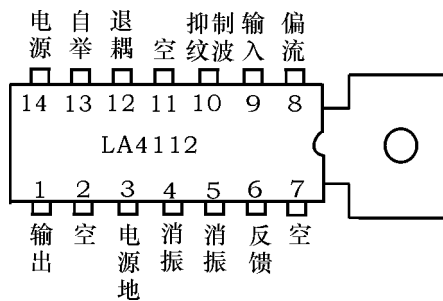 电源 自举 退耦 空 抑制纹波 输入 偏流
14 13 12 11 10 9 8
LA4112
1 2 3 4 5 6 7
输出 空 电源地 消振 消振 反馈 空